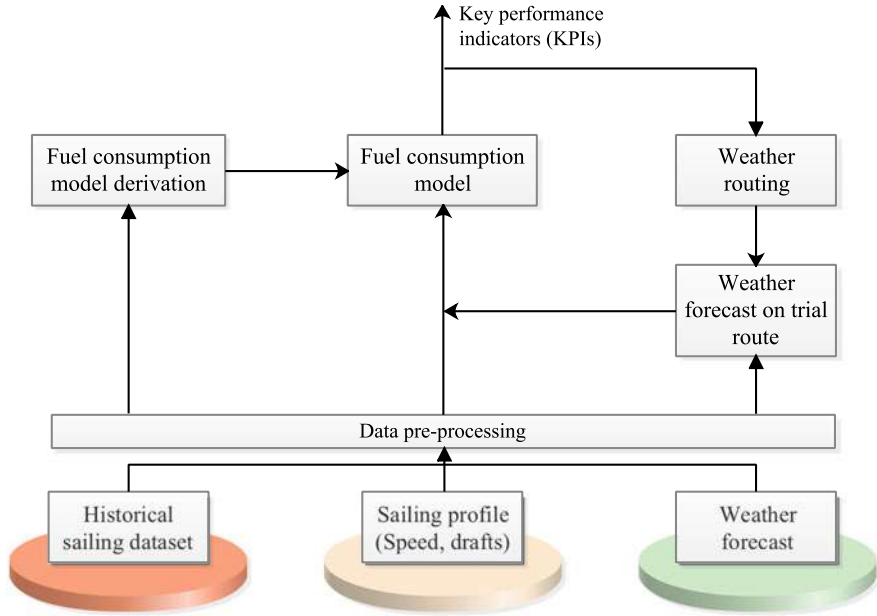 Key performance
indicators (KPIs)
Fuel consumption
model derivation
Fuel consumption
model
Weather
routing
Weather
forecast on trial
route
Data pre-processing
Historical
sailing dataset
Sailing profile
(Speed, drafts)
Weather
forecast